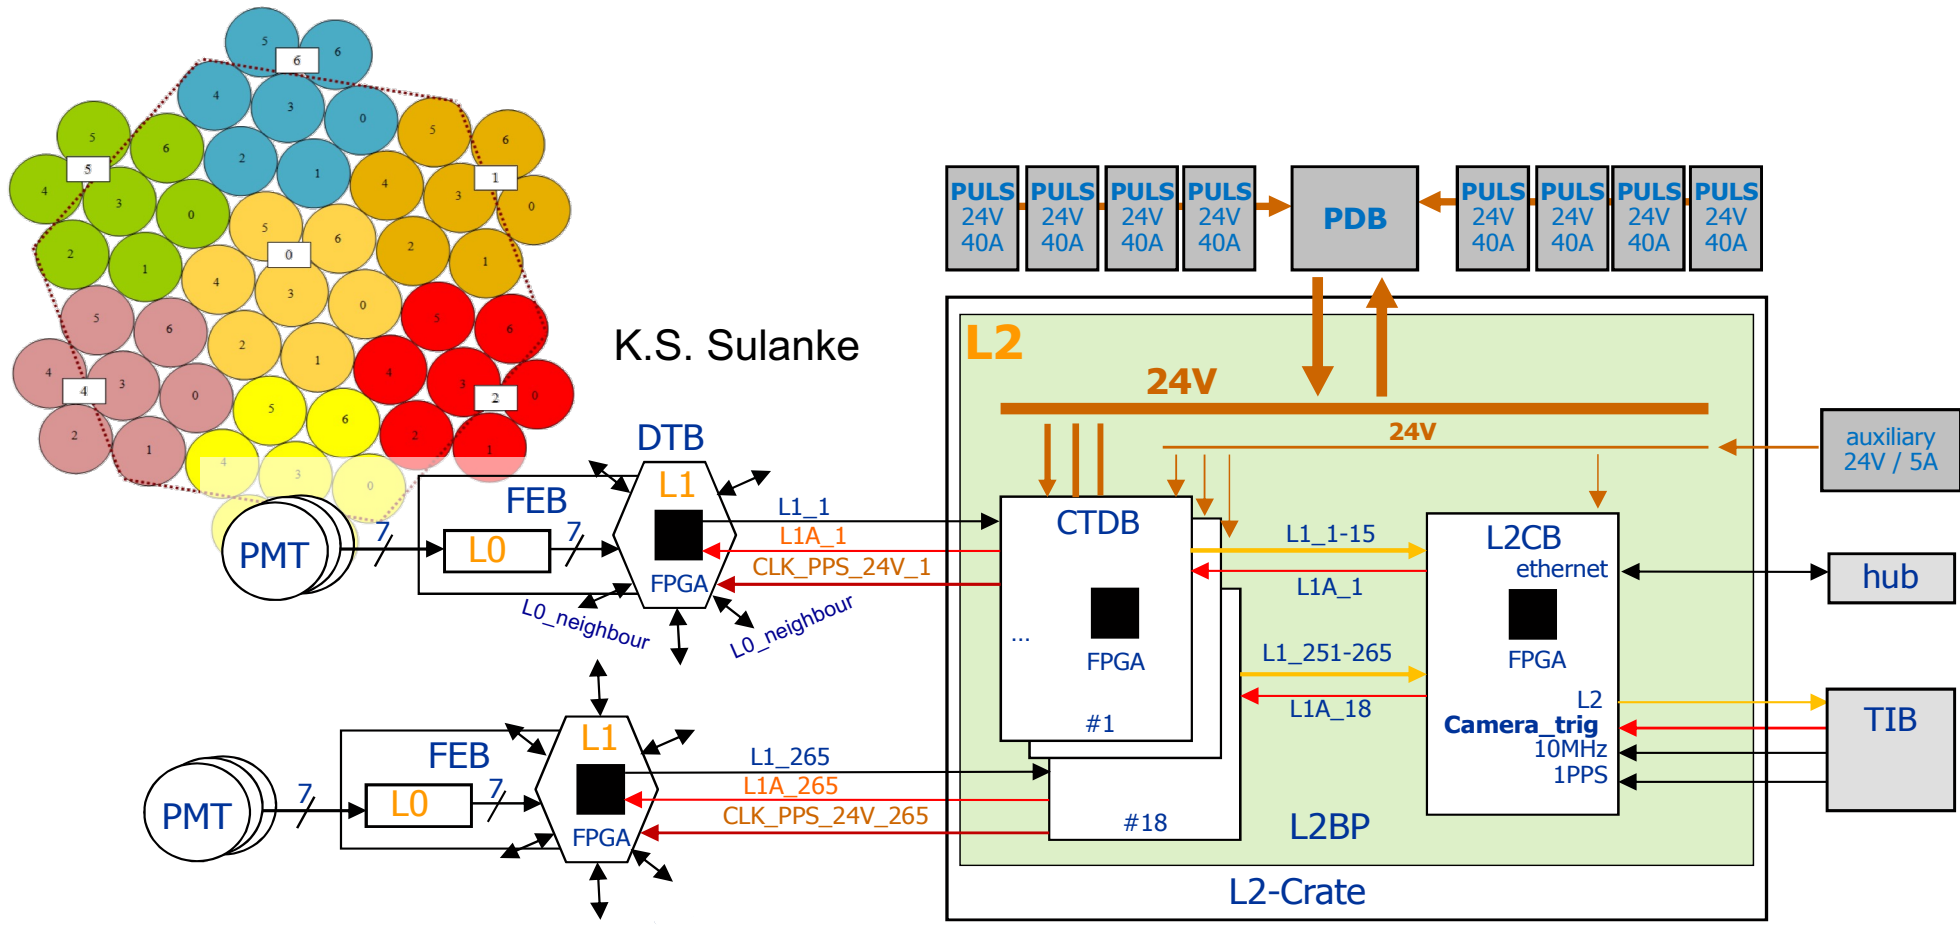 5
6
6
4
3
0
2
1
5
6
5
4
3
0
2
1
5
6
1
4
3
0
2
1
5
6
0
4
3
0
2
1
5
6
4
3
2
0
2
1
5
6
4
3
4
0
2
1
5
6
4
3
0
K.S. Sulanke
PULS
24V
40A
PULS
24V
40A
PULS
24V
40A
PULS
24V
40A
PDB
PULS
24V
40A
PULS
24V
40A
PULS
24V
40A
PULS
24V
40A
L2
24V
24V
auxiliary
24V / 5A
DTB
L1
FPGA
FEB
L0
PMT
7
7
L0_neighbour
L0_neighbour
L1_1
L1A_1
CLK_PPS_24V_1
CTDB
...
FPGA
#1
#18
L1_1-15
L1A_1
L1_251-265
L1A_18
L2CB
ethernet
FPGA
L2
Camera_trig
10MHz
1PPS
hub
TIB
L1
FPGA
FEB
L0
PMT
7
7
L1_265
L1A_265
CLK_PPS_24V_265
L2BP
L2-Crate